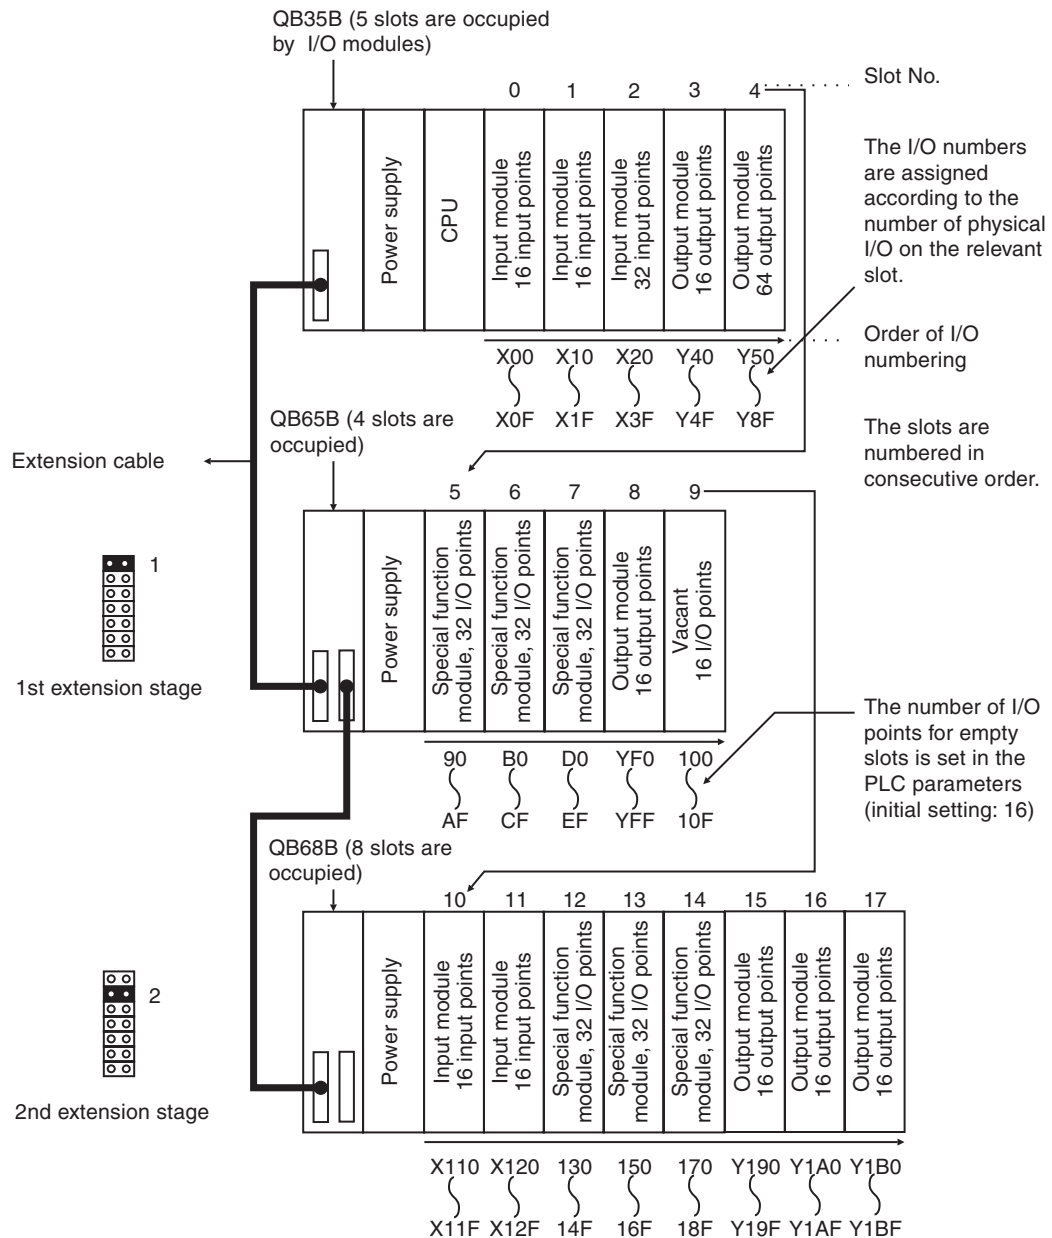 QB35B (5 slots are occupied
by I/O modules)
0 1 2 3 4
Slot No.
Power supply
CPU
Input module
16 input points
Input module
16 input points
Input module
32 input points
Output module
16 output points
Output module
64 output points
The I/O numbers
are assigned
according to the
number of physical
I/O on the relevant
slot.
Order of I/O
numbering
X00 X10 X20 Y40 Y50
X0F X1F X3F Y4F Y8F
QB65B (4 slots are
occupied)
The slots are
numbered in
consecutive order.
Extension cable
5 6 7 8 9
Power supply
Special function
module, 32 I/O points
Special function
module, 32 I/O points
Special function
module, 32 I/O points
Output module
16 output points
Vacant
16 I/O points
1
1st extension stage
The number of I/O
points for empty
slots is set in the
PLC parameters
(initial setting: 16)
90 B0 D0 YF0 100
AF CF EF YFF 10F
QB68B (8 slots are
occupied)
10 11 12 13 14 15 16 17
Power supply
Input module
16 input points
Input module
16 input points
Special function
module, 32 I/O points
Special function
module, 32 I/O points
Special function
module, 32 I/O points
Output module
16 output points
Output module
16 output points
Output module
16 output points
2
2nd extension stage
X110 X120 130 150 170 Y190 Y1A0 Y1B0
X11F X12F 14F 16F 18F Y19F Y1AF Y1BF